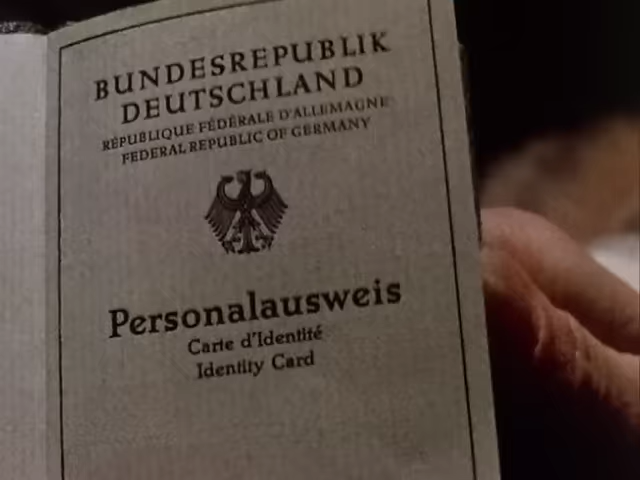 BUNDESREPUBLIK
DEUTSCHLAND
RÉPUBLIQUE FÉDÉRALE D'ALLEMAGNE
FEDERAL REPUBLIC OF GERMANY
Personalausweis
Carte d'Identité
Identity Card